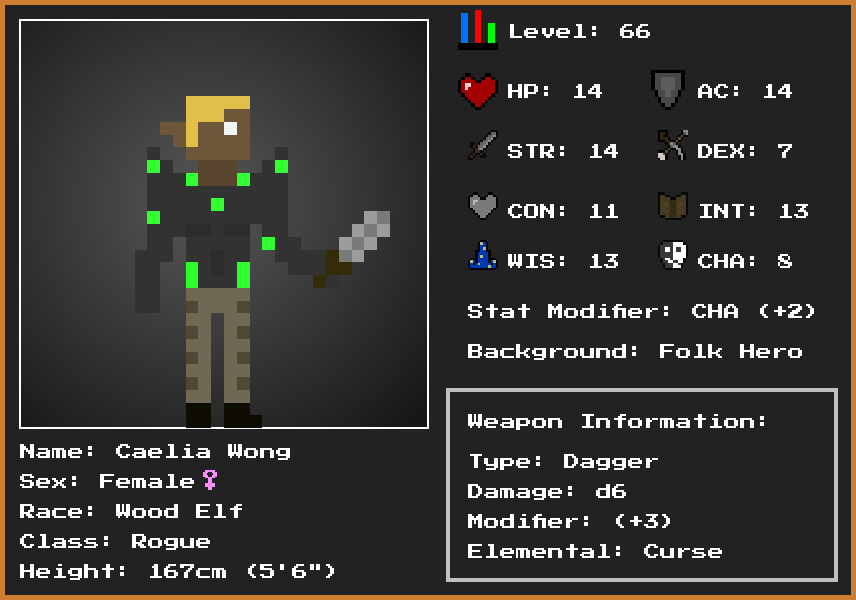 Level: 66
HP: 14
AC: 14
STR: 14
DEX: 7
CON: 11
INT: 13
WIS: 13
CHA: 8
Stat Modifier: CHA (+2)
Background: Folk Hero
Weapon Information:
Type: Dagger
Damage: d6
Modifier: (+3)
Elemental: Curse
Name: Caelia Wong
Sex: Female♀
Race: Wood Elf
Class: Rogue
Height: 167cm (5'6")